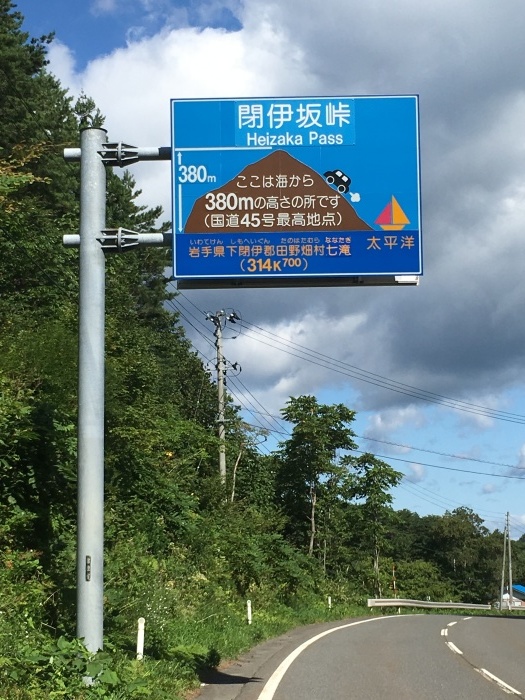 閉伊坂峠
Heizaka Pass
380m
ここは海から
380mの高さの所です
(国道45号最高地点)
いわてけん しもへいぐん たのはたむら ななたき
岩手県下閉伊郡田野畑村七滝
(314K700)
太平洋